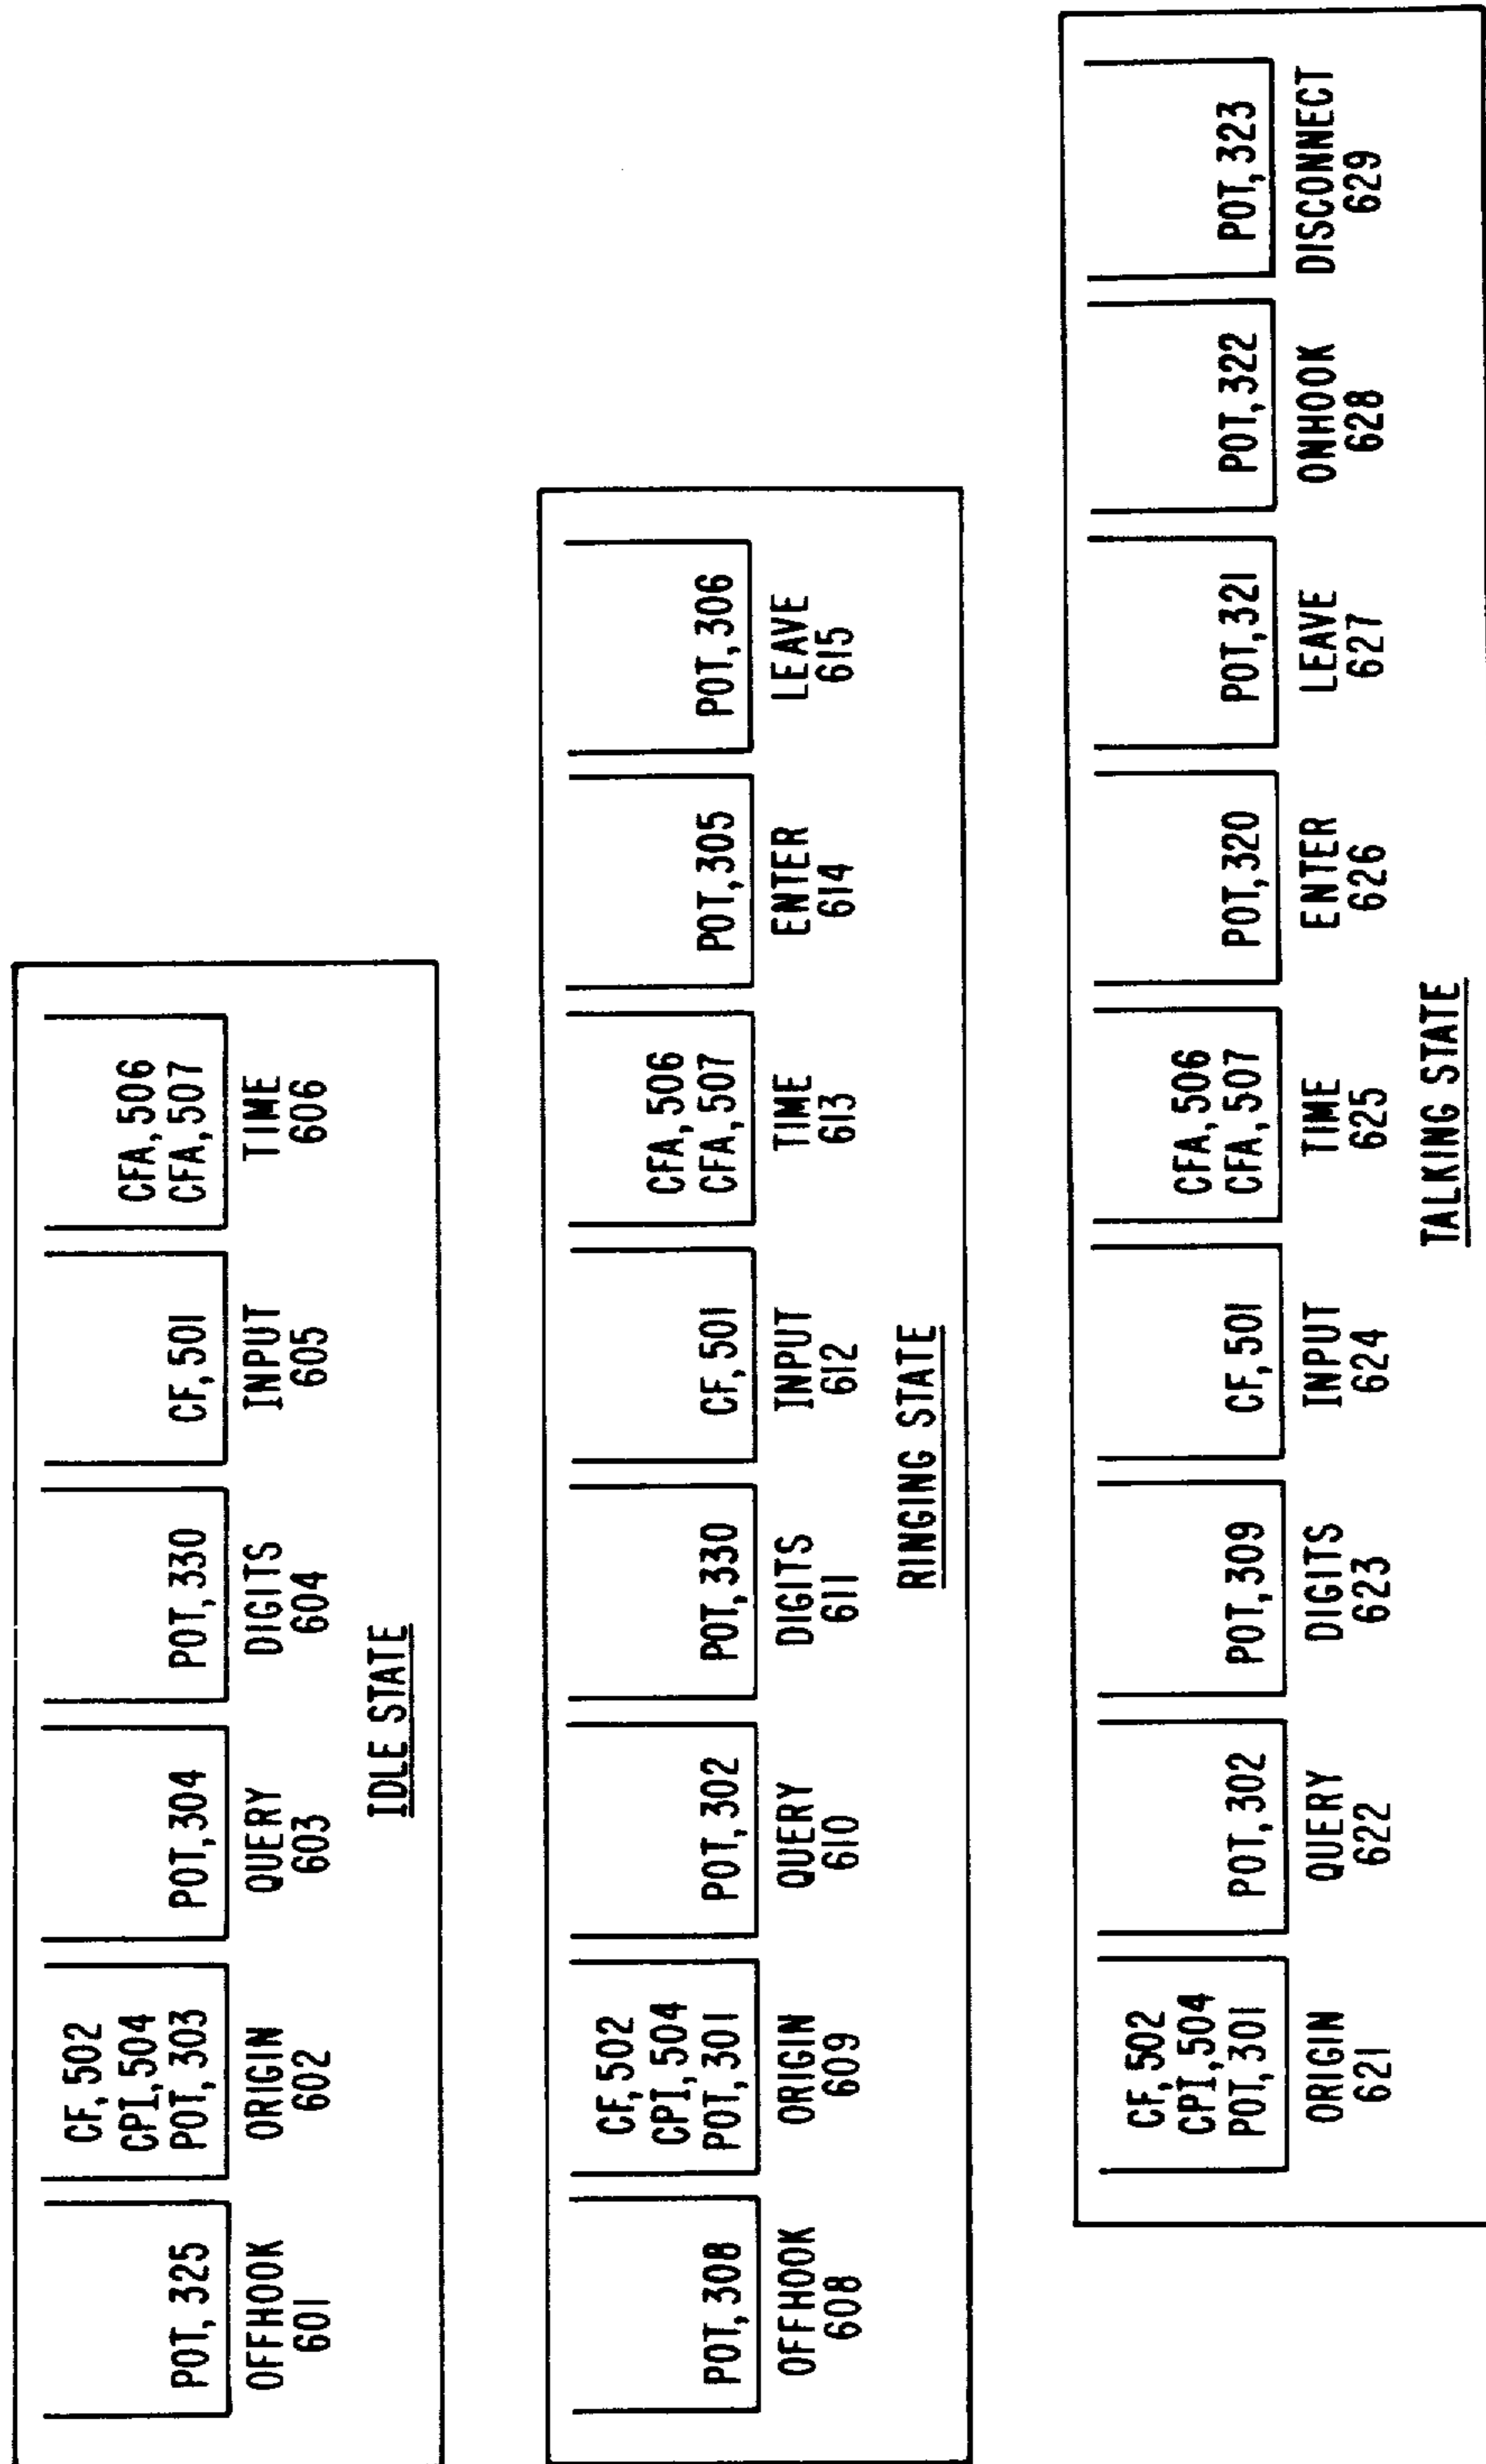 POT, 325
OFFHOOK
601
CF, 502
CPI, 504
POT, 303
ORIGIN
602
POT, 304
QUERY
603
POT, 330
DIGITS
604
CF, 501
INPUT
605
CFA, 506
CFA, 507
TIME
606
IDLE STATE
POT, 308
OFFHOOK
608
CF, 502
CPI, 504
POT, 301
ORIGIN
609
POT, 302
QUERY
610
POT, 330
DIGITS
611
CF, 501
INPUT
612
CFA, 506
CFA, 507
TIME
613
POT, 305
ENTER
614
POT, 306
LEAVE
615
RINGING STATE
CF, 502
CPI, 504
POT, 301
ORIGIN
621
POT, 302
QUERY
622
POT, 309
DIGITS
623
CF, 501
INPUT
624
CFA, 506
CFA, 507
TIME
625
POT, 320
ENTER
626
POT, 321
LEAVE
627
POT, 322
ONHOOK
628
POT, 323
DISCONNECT
629
TALKING STATE